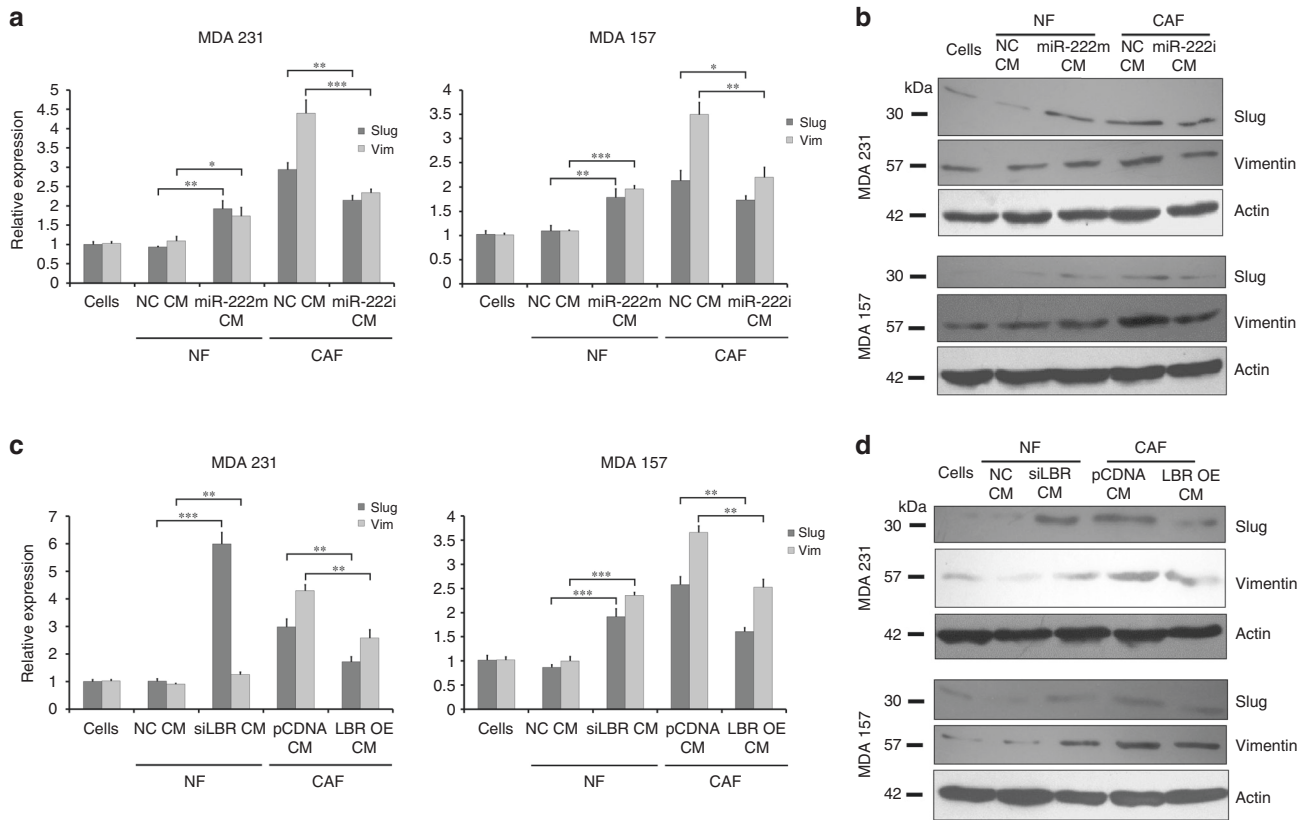 a
MDA 231
Relative expression
5
4.5
4
3.5
3
2.5
2
1.5
1
0.5
0
** 
***
*
**
Slug
Vim
Cells NC CM miR-222m CM NC CM miR-222i CM
NF CAF
MDA 157
4
3.5
3
2.5
2
1.5
1
0.5
0
*
**
***
**
Slug
Vim
Cells NC CM miR-222m CM NC CM miR-222i CM
NF CAF
b
NF CAF
Cells NC CM miR-222m CM NC CM miR-222i CM
kDa
MDA 231
30 Slug
57 Vimentin
42 Actin
MDA 157
30 Slug
57 Vimentin
42 Actin
c
MDA 231
Relative expression
7
6
5
4
3
2
1
0
**
***
**
**
Slug
Vim
Cells NC CM siLBR CM pCDNA CM LBR OE CM
NF CAF
MDA 157
4
3.5
3
2.5
2
1.5
1
0.5
0
**
**
***
***
Slug
Vim
Cells NC CM siLBR CM pCDNA CM LBR OE CM
NF CAF
d
NF CAF
Cells NC CM siLBR CM pCDNA CM LBR OE CM
kDa
MDA 231
30 Slug
57 Vimentin
42 Actin
MDA 157
30 Slug
57 Vimentin
42 Actin